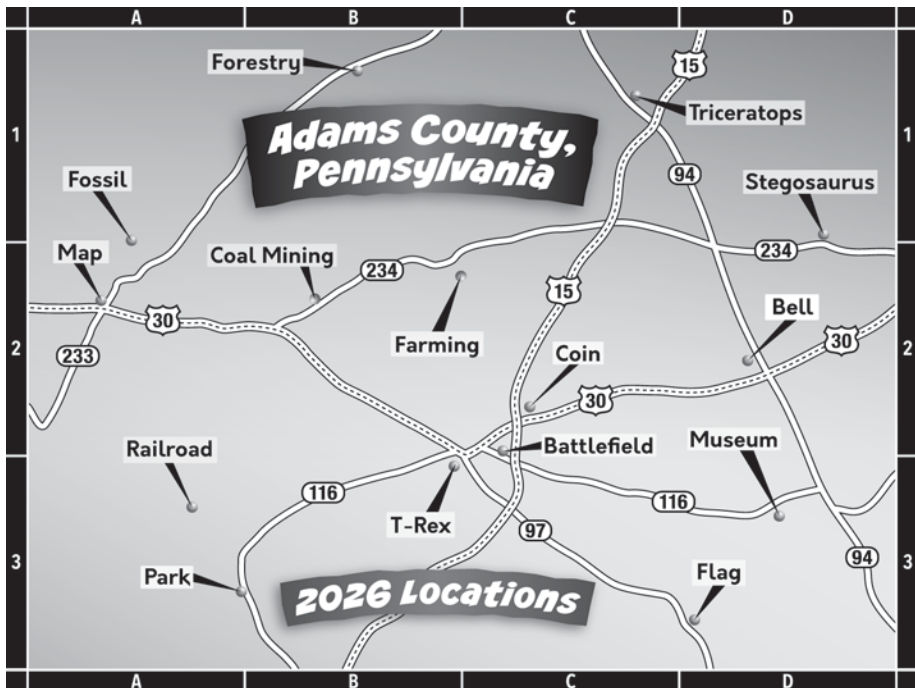 A B C D
Forestry
15
Triceratops
Adams County,
Pennsylvania
1 1
Fossil
94
Stegosaurus
Map
Coal Mining
234
234
15
30
Bell
Farming
2 2
233
30
Coin
30
Railroad
Battlefield
Museum
116
116
T-Rex
97
3 3
94
Park
Flag
2026 Locations
A B C D